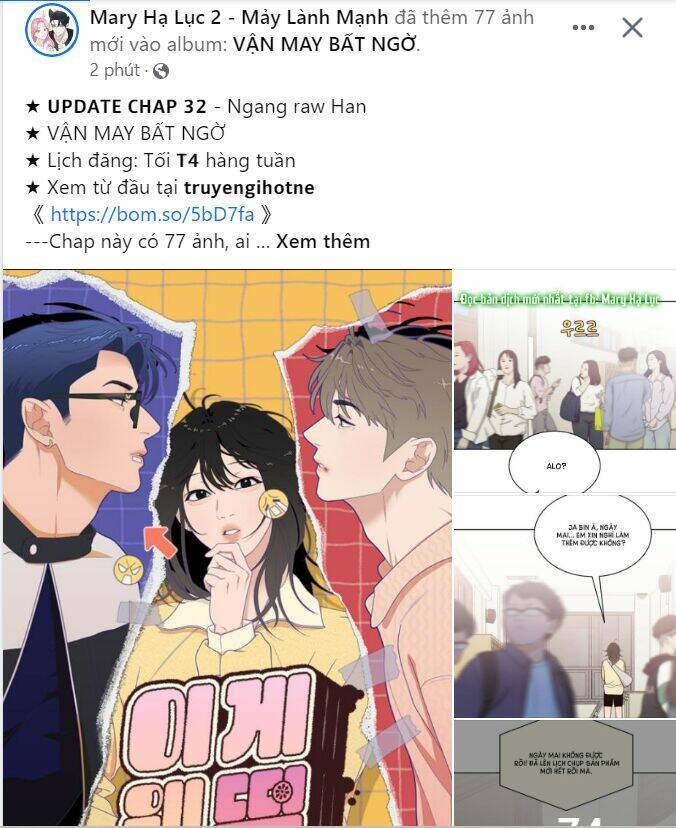 Mary Hạ Lục 2 - Mảy Lành Mạnh đã thêm 77 ảnh
mới vào album: VẬN MAY BẤT NGỜ.
2 phút ·
★ UPDATE CHAP 32 - Ngang raw Han
★ VẬN MAY BẤT NGỜ
★ Lịch đăng: Tối T4 hàng tuần
★ Xem từ đầu tại truyengihotne
《 https://bom.so/5bD7fa 》
---Chap này có 77 ảnh, ai ... Xem thêm
Đọc bản dịch mới nhất tại fb: Mary Hạ Lục
우르르
ALO?
JA BIN À, NGÀY
MAI... EM XIN NGHỈ LÀM
THÊM ĐƯỢC KHÔNG?
이게
웬 떡
NGÀY MAI KHÔNG ĐƯỢC
RỒI! ĐÃ LÊN LỊCH CHỤP SẢN PHẨM
MỚI HẾT RỒI MÀ.